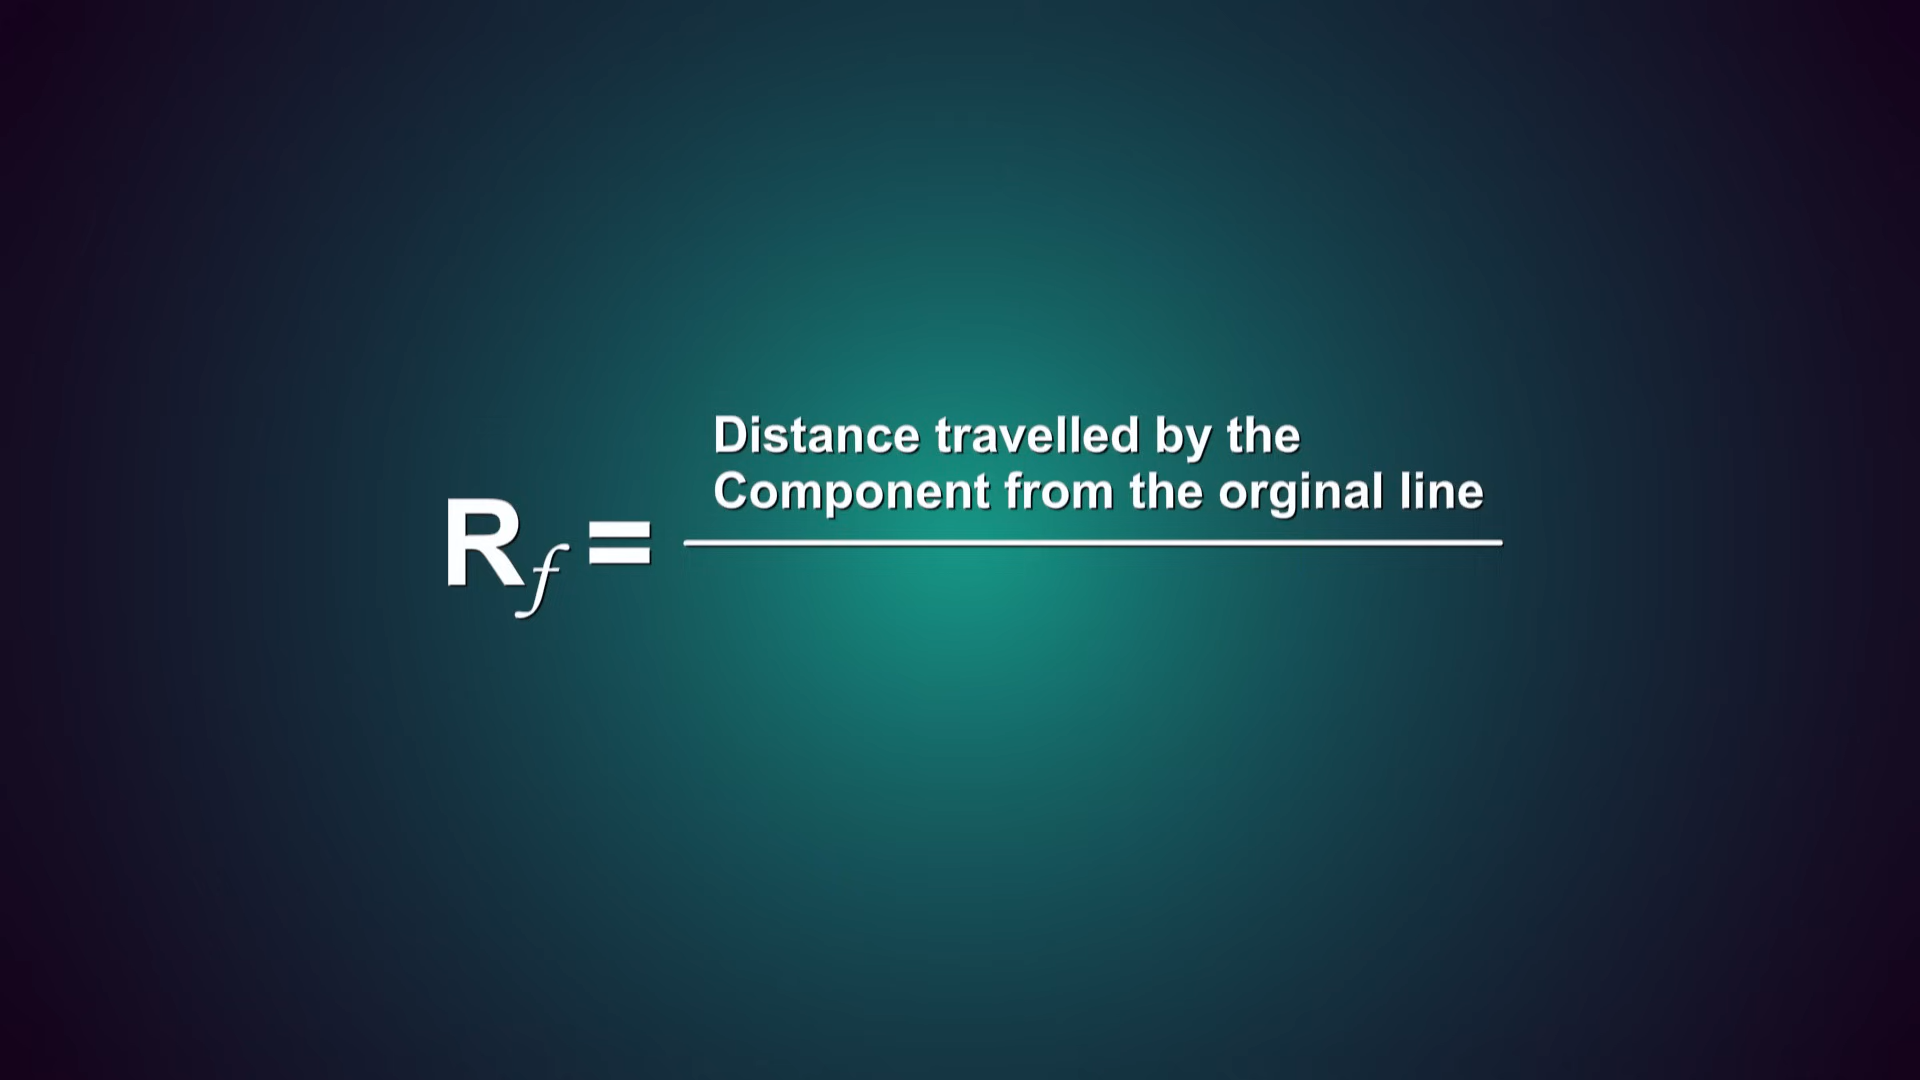 Distance travelled by the
Component from the orginal line
Rf =